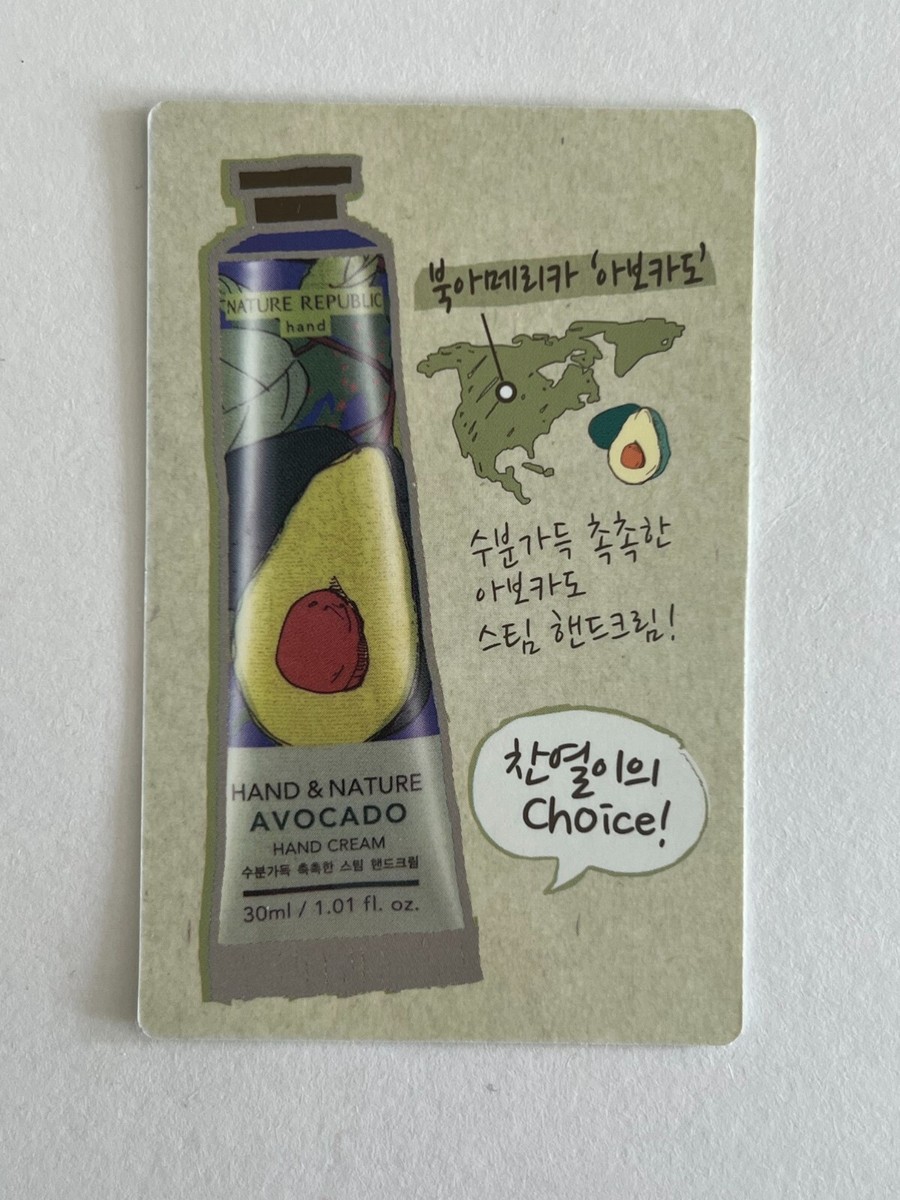 NATURE REPUBLIC
hand
HAND & NATURE
AVOCADO
HAND CREAM
수분가득 촉촉한 스팀 핸드크림
30ml / 1.01 fl. oz.
북아메리카 '아보카도'
수분가득 촉촉한
아보카도
스팀 핸드크림!
찬열이의
Choice!